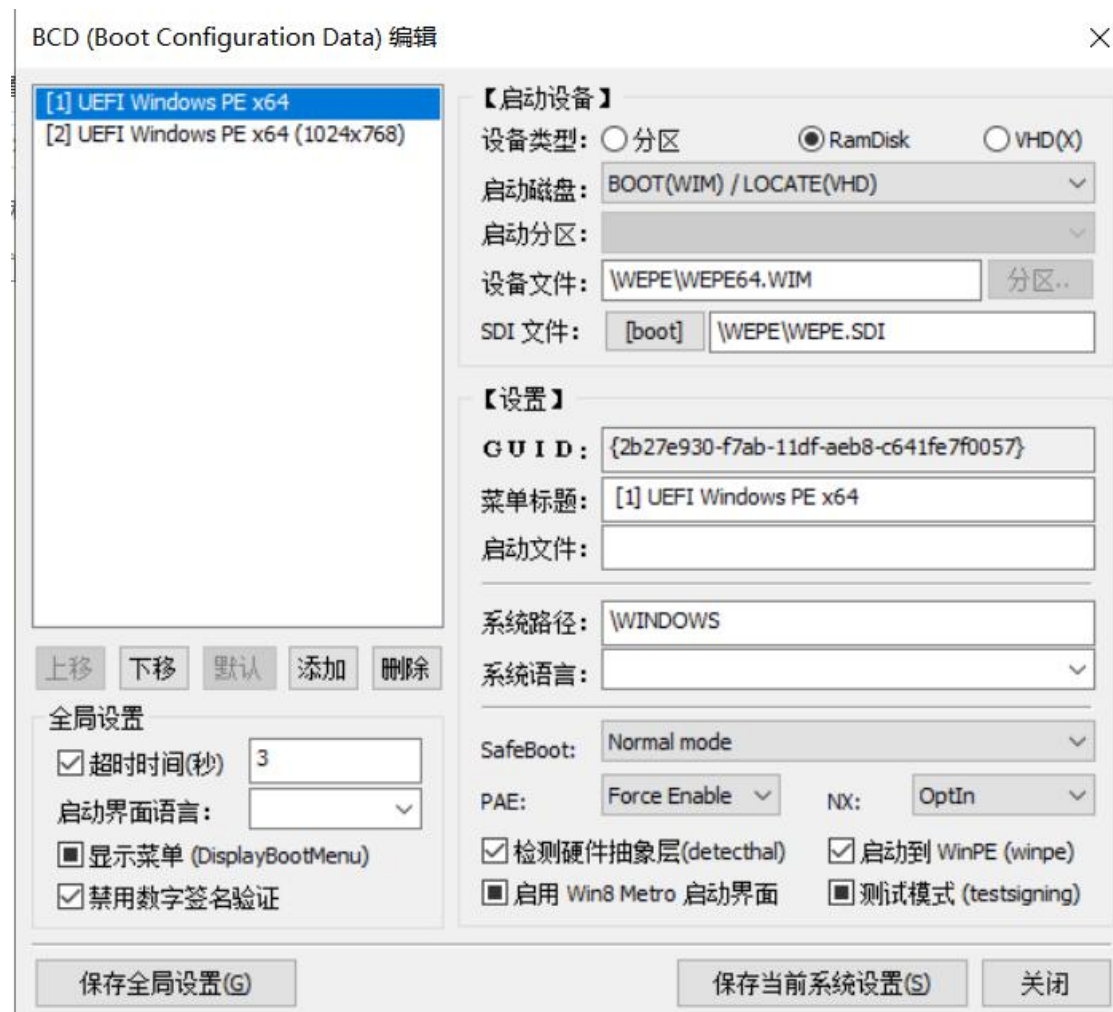 BCD (Boot Configuration Data) 编辑
[1] UEFI Windows PE x64
[2] UEFI Windows PE x64 (1024x768)
上移 下移 默认 添加 删除
全局设置
超时时间(秒) 3
启动界面语言:
显示菜单 (DisplayBootMenu)
禁用数字签名验证
【启动设备】
设备类型: 分区 RamDisk VHD(X)
启动磁盘: BOOT(WIM) / LOCATE(VHD)
启动分区:
设备文件: \WEPE\WEPE64.WIM 分区..
SDI 文件: [boot] \WEPE\WEPE.SDI
【设置】
GUID: {2b27e930-f7ab-11df-aeb8-c641fe7f0057}
菜单标题: [1] UEFI Windows PE x64
启动文件:
系统路径: \WINDOWS
系统语言:
SafeBoot: Normal mode
PAE: Force Enable NX: OptIn
检测硬件抽象层(detecthal) 启动到 WinPE (winpe)
启用 Win8 Metro 启动界面 测试模式 (testsigning)
保存全局设置(G) 保存当前系统设置(S) 关闭